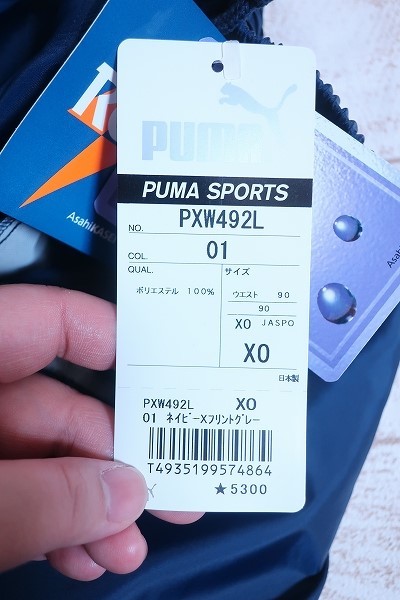 PUMA
PUMA SPORTS
NO. PXW492L
COL. 01
QUAL. サイズ
ポリエステル 100%
ウエスト 90
90
XO JASPO
XO
日本製
PXW492L XO
01 ネイビーXフリントグレー
T4935199574864
★5300